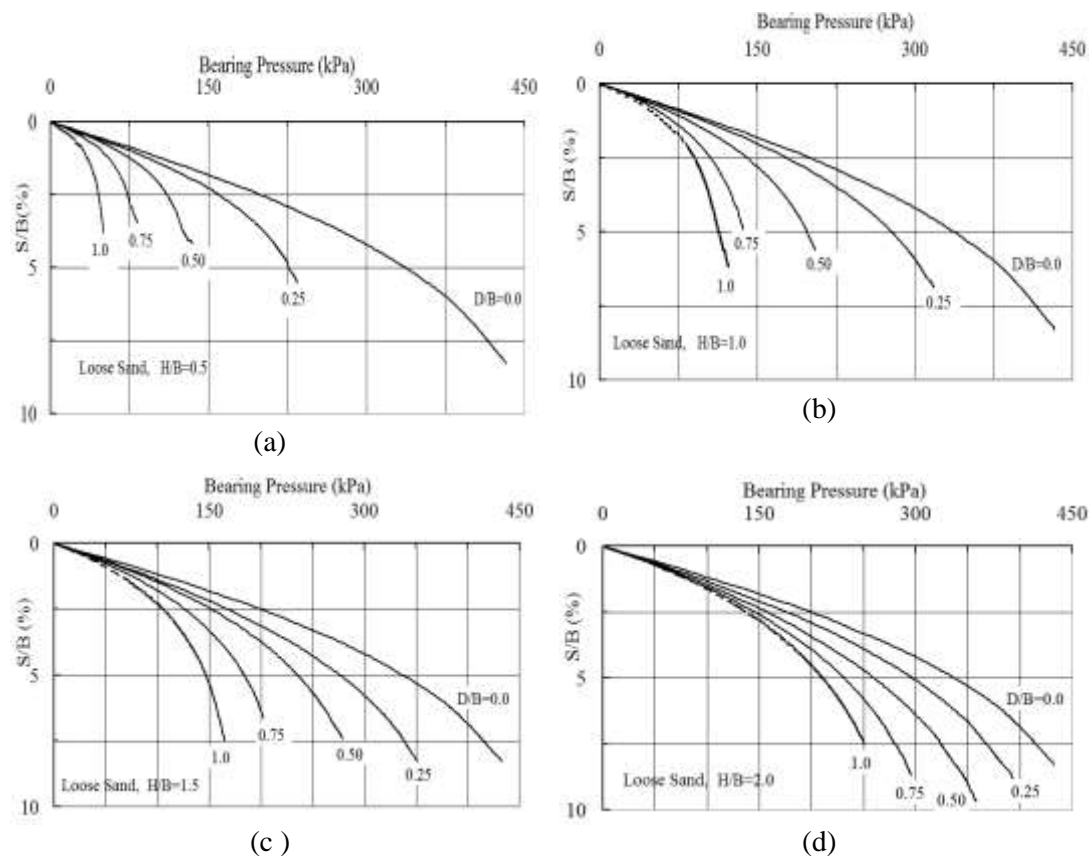 Bearing Pressure (kPa)
0 150 300 450
0
5
10
S/B(%)
1.0
0.75
0.50
0.25
D/B=0.0
Loose Sand, H/B=0.5
(a)
Bearing Pressure (kPa)
0 150 300 450
0
5
10
S/B (%)
0.75
0.50
1.0
0.25
D/B=0.0
Loose Sand, H/B=1.0
(b)
Bearing Pressure (kPa)
0 150 300 450
0
5
10
S/B (%)
D/B=0.0
0.75
0.50
1.0
0.25
Loose Sand, H/B=1.5
(c )
Bearing Pressure (kPa)
0 150 300 450
0
5
10
S/B (%)
D/B=0.0
1.0
0.75
0.50
0.25
Loose Sand, H/B=2.0
(d)